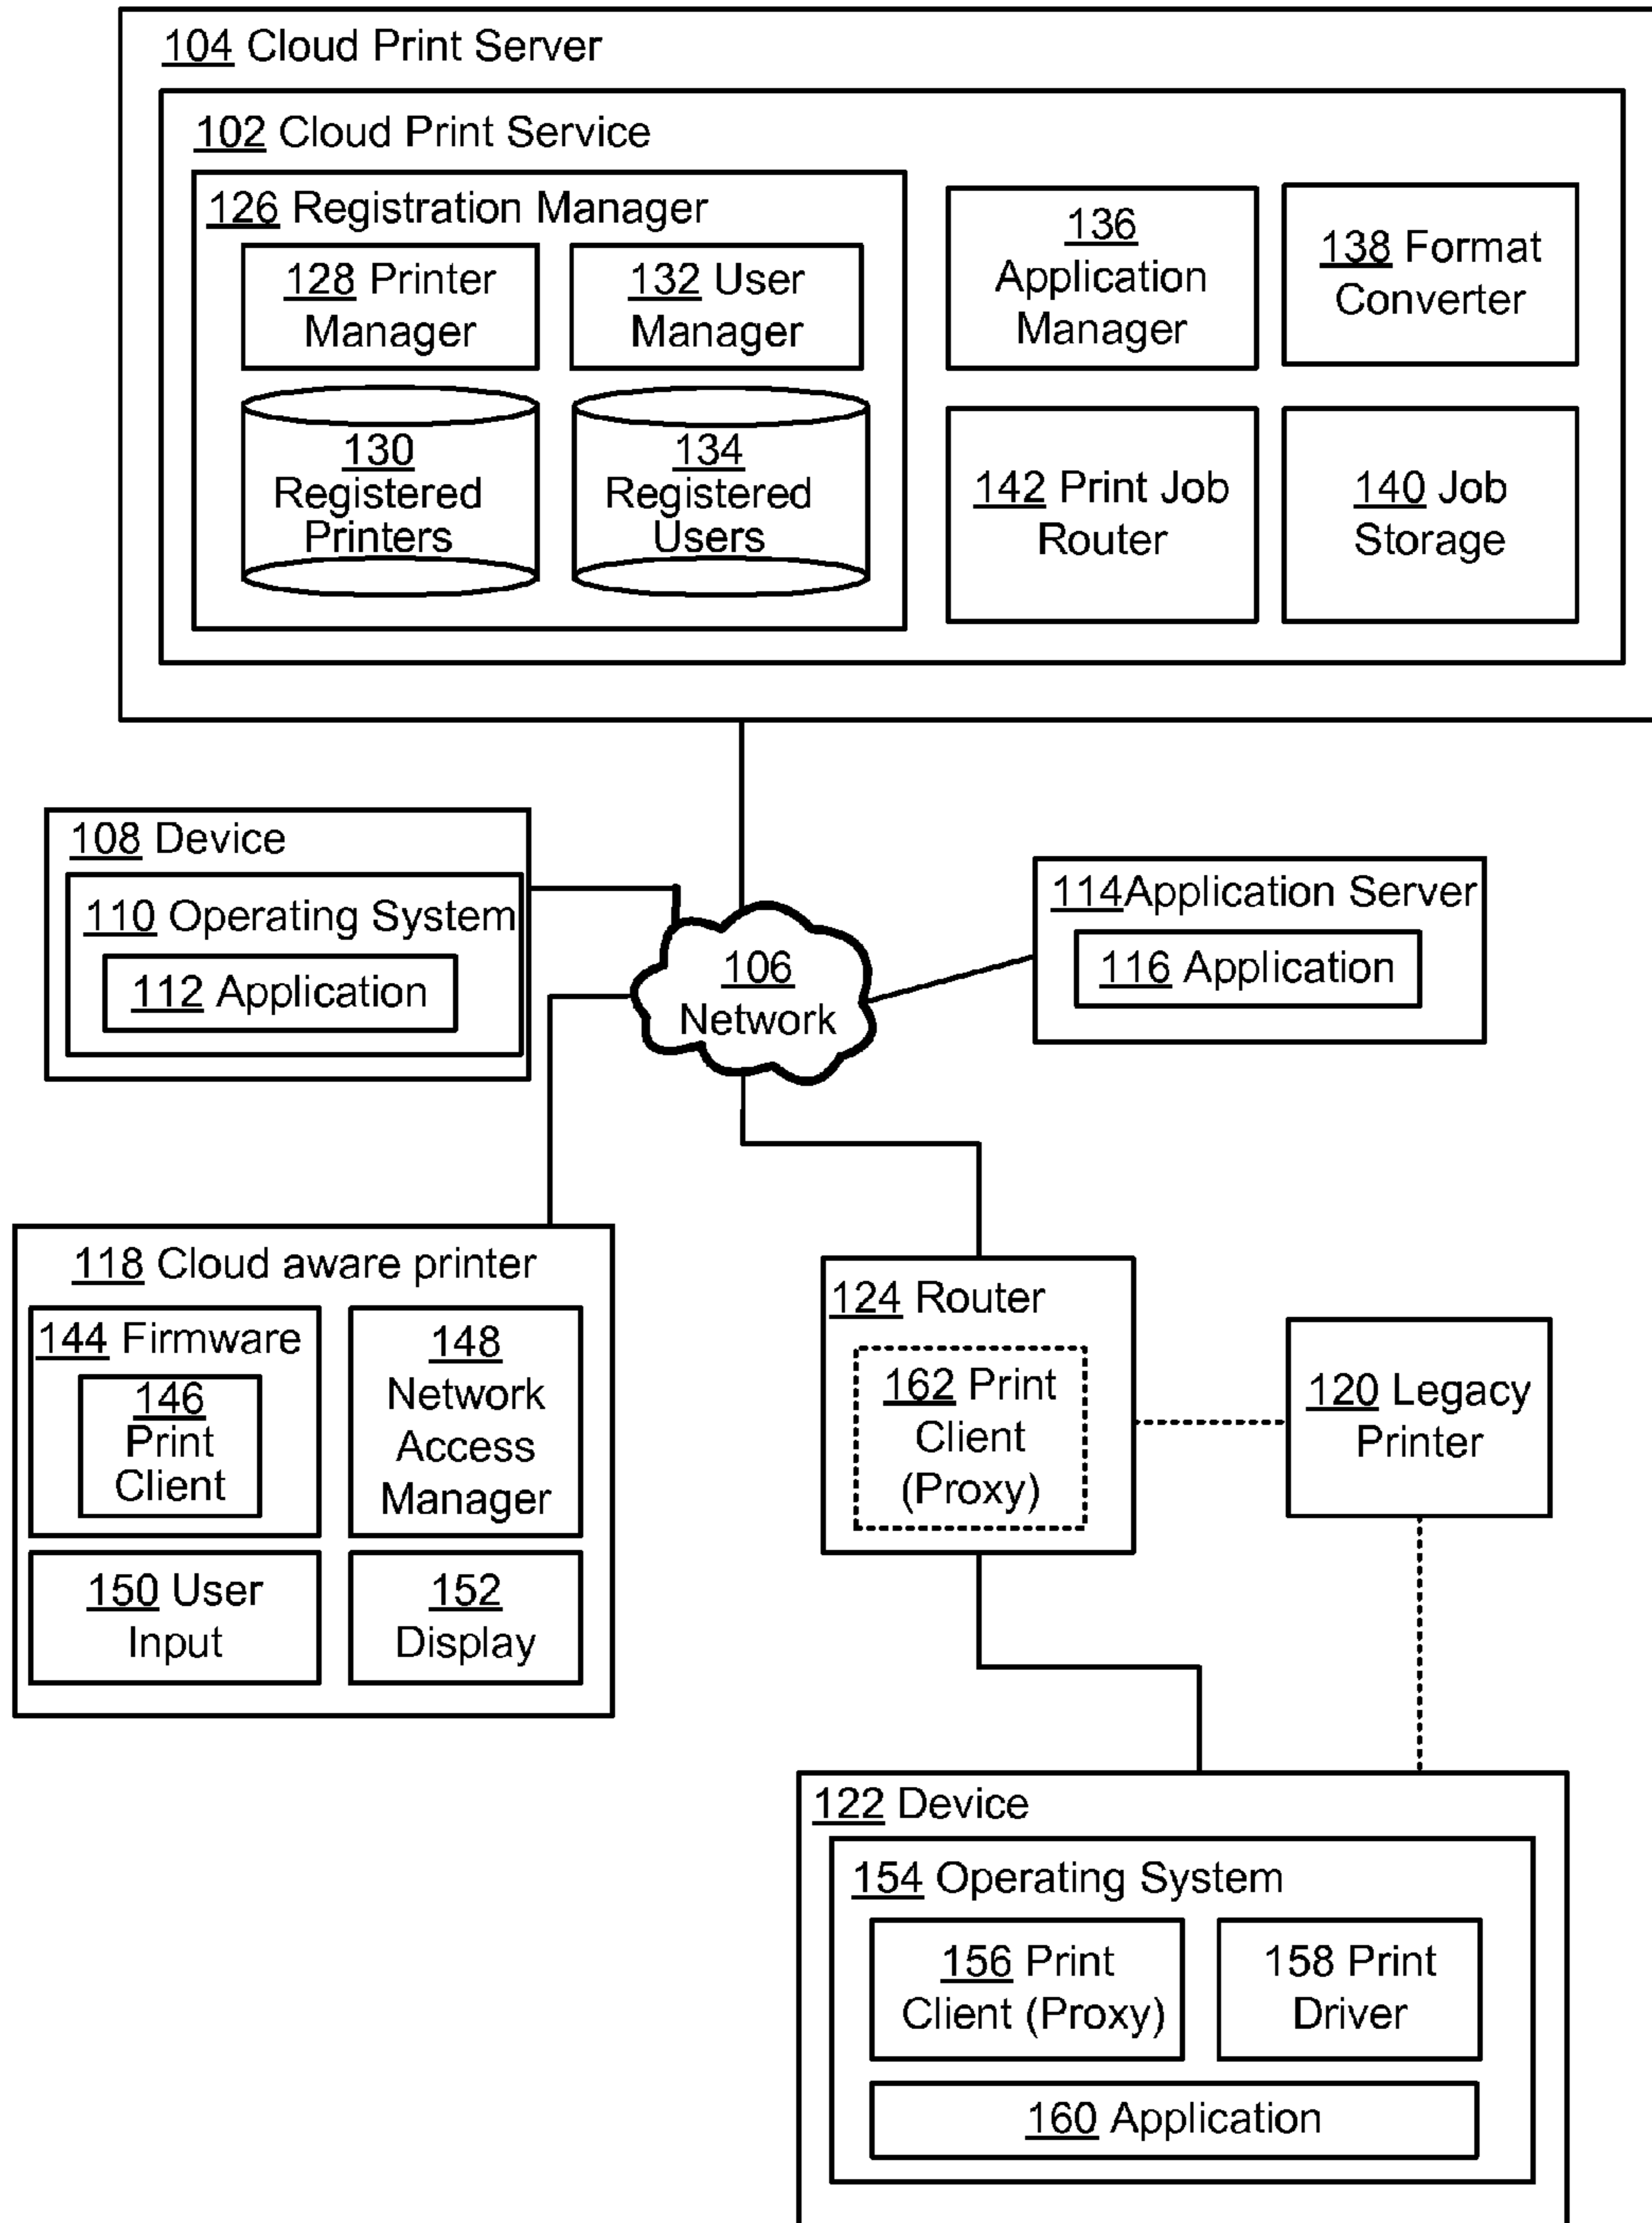 104 Cloud Print Server
102 Cloud Print Service
126 Registration Manager
128 Printer
Manager
132 User
Manager
130
Registered
Printers
134
Registered
Users
136
Application
Manager
138 Format
Converter
142 Print Job
Router
140 Job
Storage
108 Device
110 Operating System
112 Application
106
Network
114Application Server
116 Application
118 Cloud aware printer
144 Firmware
146
Print
Client
148
Network
Access
Manager
150 User
Input
152
Display
124 Router
162 Print
Client
(Proxy)
120 Legacy
Printer
122 Device
154 Operating System
156 Print
Client (Proxy)
158 Print
Driver
160 Application